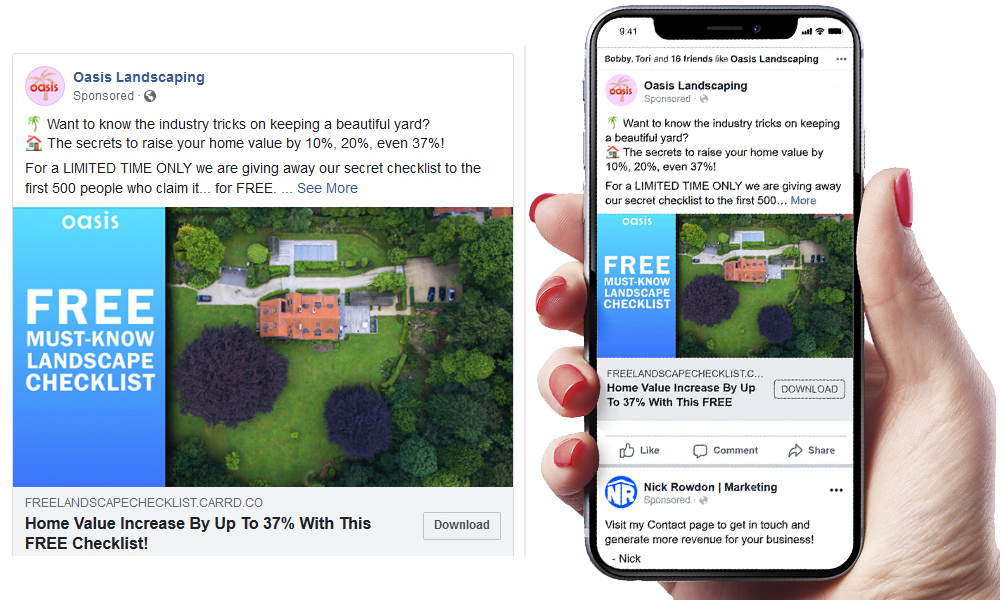 oasis
Oasis Landscaping
Sponsored ·
Want to know the industry tricks on keeping a beautiful yard?
The secrets to raise your home value by 10%, 20%, even 37%!
For a LIMITED TIME ONLY we are giving away our secret checklist to the
first 500 people who claim it... for FREE. ... See More
oasis
FREE
MUST-KNOW
LANDSCAPE
CHECKLIST
FREELANDSCAPECHECKLIST.CARRD.CO
Home Value Increase By Up To 37% With This
FREE Checklist!
Download
9:41
Bobby, Tori and 16 friends like Oasis Landscaping
oasis
Oasis Landscaping
Sponsored ·
Want to know the industry tricks on keeping
a beautiful yard?
The secrets to raise your home value by
10%, 20%, even 37%!
For a LIMITED TIME ONLY we are giving away
our secret checklist to the first 500... More
oasis
FREE
MUST-KNOW
LANDSCAPE
CHECKLIST
FREELANDSCAPECHECKLIST.C...
Home Value Increase By Up
To 37% With This FREE
DOWNLOAD
Like Comment Share
NR
Nick Rowdon | Marketing
Sponsored ·
Visit my Contact page to get in touch and
generate more revenue for your business!
- Nick